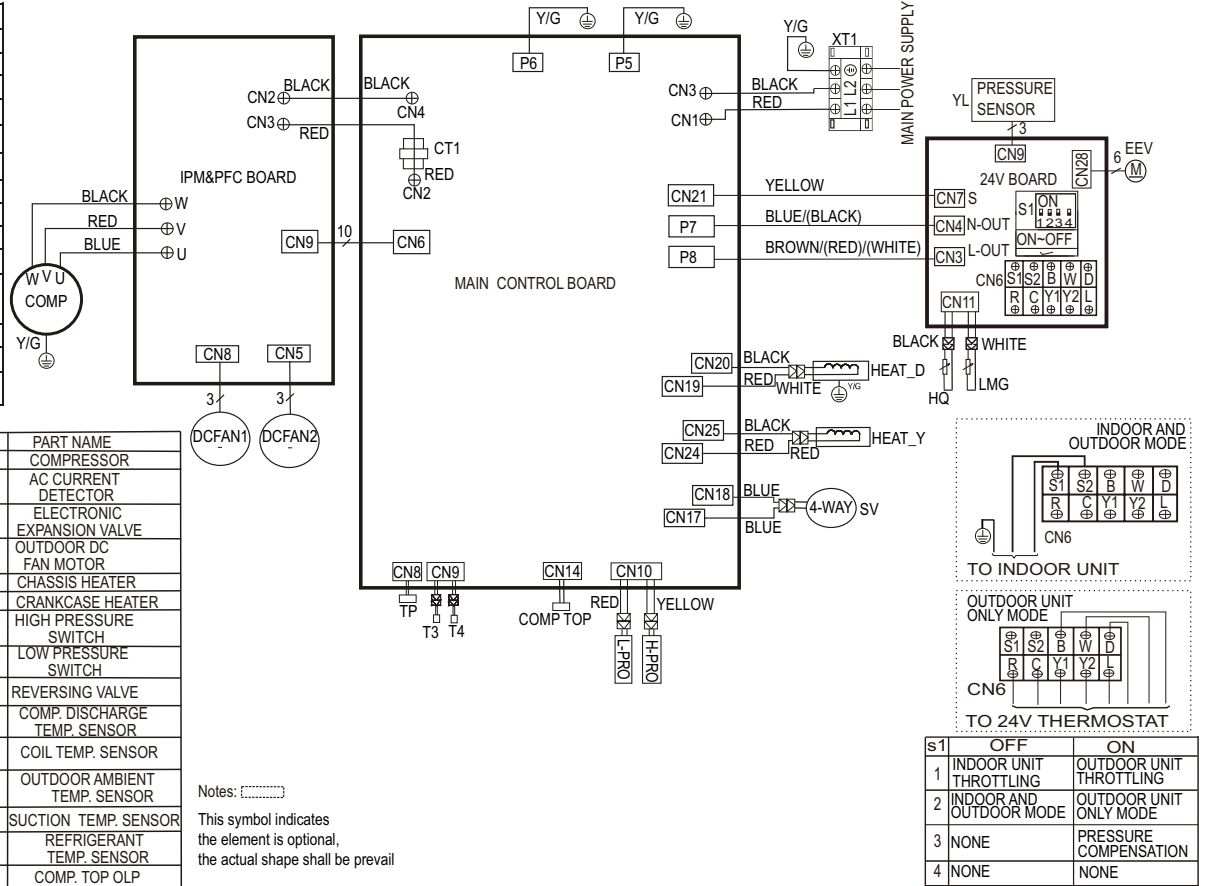 Y/G
Y/G
P6
P5
Y/G
XT1
L1 L2
MAIN POWER SUPPLY
BLACK
CN2
CN3
RED
BLACK
CN4
CT1
RED
CN2
CN3
BLACK
CN1
RED
YL
PRESSURE
SENSOR
3
CN9
CN28
6
EEV
M
24V BOARD
IPM&PFC BOARD
BLACK
W
RED
V
BLUE
U
W V U
COMP
Y/G
CN9
10
CN6
MAIN CONTROL BOARD
CN21
YELLOW
CN7 S
P7
BLUE/(BLACK)
CN4 N-OUT
P8
BROWN/(RED)/(WHITE)
CN3 L-OUT
S1
ON
1 2 3 4
ON~OFF
CN6
S1 S2 B W D
R C Y1 Y2 L
CN11
BLACK
WHITE
HQ
LMG
CN8
CN5
3
3
DCFAN1
~
DCFAN2
~
CN20
BLACK
CN19
RED
WHITE
HEAT_D
Y/G
CN25
BLACK
CN24
RED
RED
HEAT_Y
CN18
BLUE
CN17
BLUE
4-WAY
SV
CN8
TP
CN9
T3 T4
CN14
COMP TOP
CN10
RED
YELLOW
L-PRO
H-PRO
INDOOR AND
OUTDOOR MODE
S1 S2 B W D
R C Y1 Y2 L
CN6
TO INDOOR UNIT
OUTDOOR UNIT
ONLY MODE
S1 S2 B W D
R C Y1 Y2 L
CN6
TO 24V THERMOSTAT
s1 OFF ON
1 INDOOR UNIT THROTTLING OUTDOOR UNIT THROTTLING
2 INDOOR AND OUTDOOR MODE OUTDOOR UNIT ONLY MODE
3 NONE PRESSURE COMPENSATION
4 NONE NONE
PART NAME
COMPRESSOR
AC CURRENT
DETECTOR
ELECTRONIC
EXPANSION VALVE
OUTDOOR DC
FAN MOTOR
CHASSIS HEATER
CRANKCASE HEATER
HIGH PRESSURE
SWITCH
LOW PRESSURE
SWITCH
REVERSING VALVE
COMP. DISCHARGE
TEMP. SENSOR
COIL TEMP. SENSOR
OUTDOOR AMBIENT
TEMP. SENSOR
SUCTION TEMP. SENSOR
REFRIGERANT
TEMP. SENSOR
COMP. TOP OLP
Notes:
This symbol indicates
the element is optional,
the actual shape shall be prevail